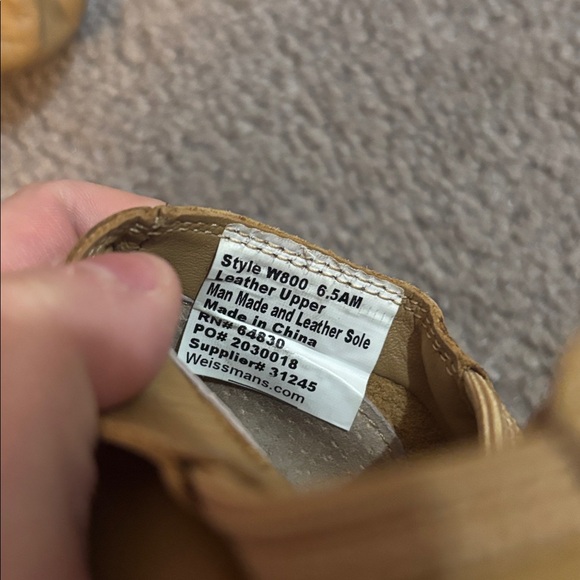 Style W800 6.5AM
Leather Upper
Man Made and Leather Sole
Made in China
RN# 64830
PO# 2030018
Supplier# 31245
Weissmans.com